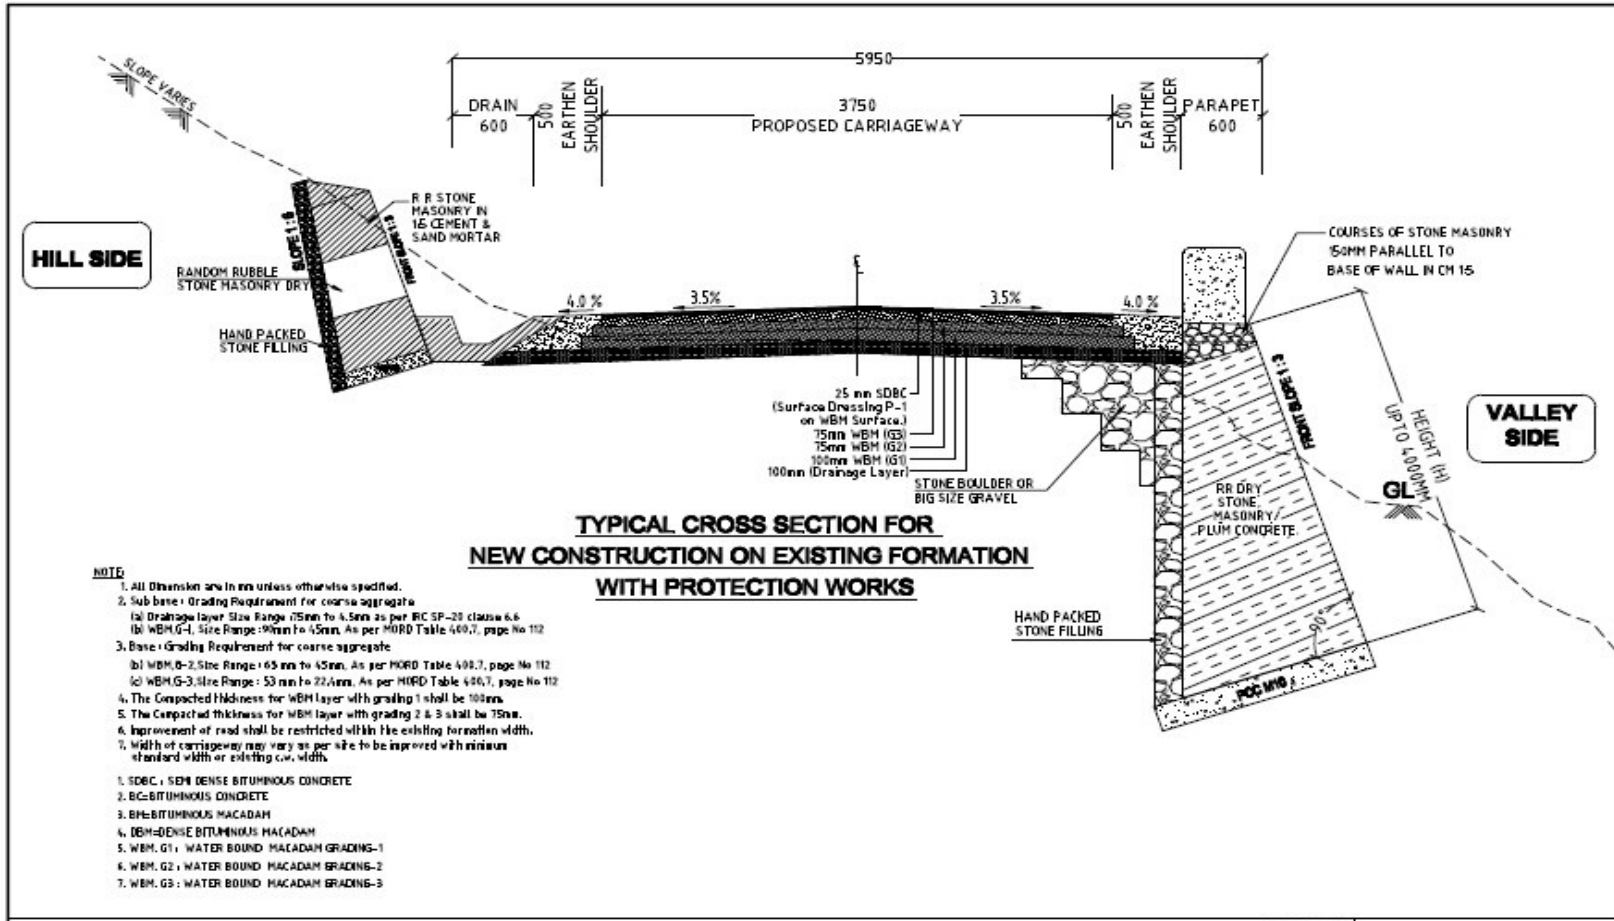 SLOPE VARIES
5950
DRAIN
600
500
EARTHEN
SHOULDER
3750
PROPOSED CARRIAGEWAY
500
EARTHEN
SHOULDER
PARAPET
600
HILL SIDE
R R STONE
MASONRY IN
1:5 CEMENT &
SAND MORTAR
SLOPE 1 : 6
FRONT SLOPE
RANDOM RUBBLE
STONE MASONRY DRY
HAND PACKED
STONE FILLING
4.0 %
3.5%
3.5%
4.0 %
COURSES OF STONE MASONRY
150MM PARALLEL TO
BASE OF WALL IN CM 1:5
25 mm SDBC
(Surface Dressing P-1
on WBM Surface.)
75mm WBM (G3)
75mm WBM (G2)
100mm WBM (G1)
100mm (Drainage Layer)
STONE BOULDER OR
BIG SIZE GRAVEL
FRONT SLOPE 1 : 3
HEIGHT (H)
UPTO 4000MM
VALLEY
SIDE
GL
RR DRY
STONE
MASONRY/
PLUM CONCRETE
HAND PACKED
STONE FILLING
90°
PCC M10
TYPICAL CROSS SECTION FOR
NEW CONSTRUCTION ON EXISTING FORMATION
WITH PROTECTION WORKS
NOTE:
1. All Dimension are in mm unless otherwise specified.
2. Sub base : Grading Requirement for coarse aggregate
(a) Drainage layer Size Range :75mm to 4.5mm as per IRC SP-20 clause 6.6
(b) WBM,G-1, Size Range :90mm to 45mm, As per MORD Table 400.7, page No 112
3. Base : Grading Requirement for coarse aggregate
(b) WBM,G-2,Size Range : 63 mm to 45mm, As per MORD Table 400.7, page No 112
(c) WBM,G-3,Size Range : 53 mm to 22.4mm, As per MORD Table 400.7, page No 112
4. The Compacted thickness for WBM layer with grading 1 shall be 100mm
5. The Compacted thickness for WBM layer with grading 2 & 3 shall be 75mm.
6. Improvement of road shall be restricted within the existing formation width.
7. Width of carriageway may vary as per site to be improved with minimum
standard width or existing c.w. width.
1. SDBC : SEMI DENSE BITUMINOUS CONCRETE
2. BC=BITUMINOUS CONCRETE
3. BM=BITUMINOUS MACADAM
4. DBM=DENSE BITUMINOUS MACADAM
5. WBM. G1 : WATER BOUND MACADAM GRADING-1
6. WBM. G2 : WATER BOUND MACADAM GRADING-2
7. WBM. G3 : WATER BOUND MACADAM GRADING-3